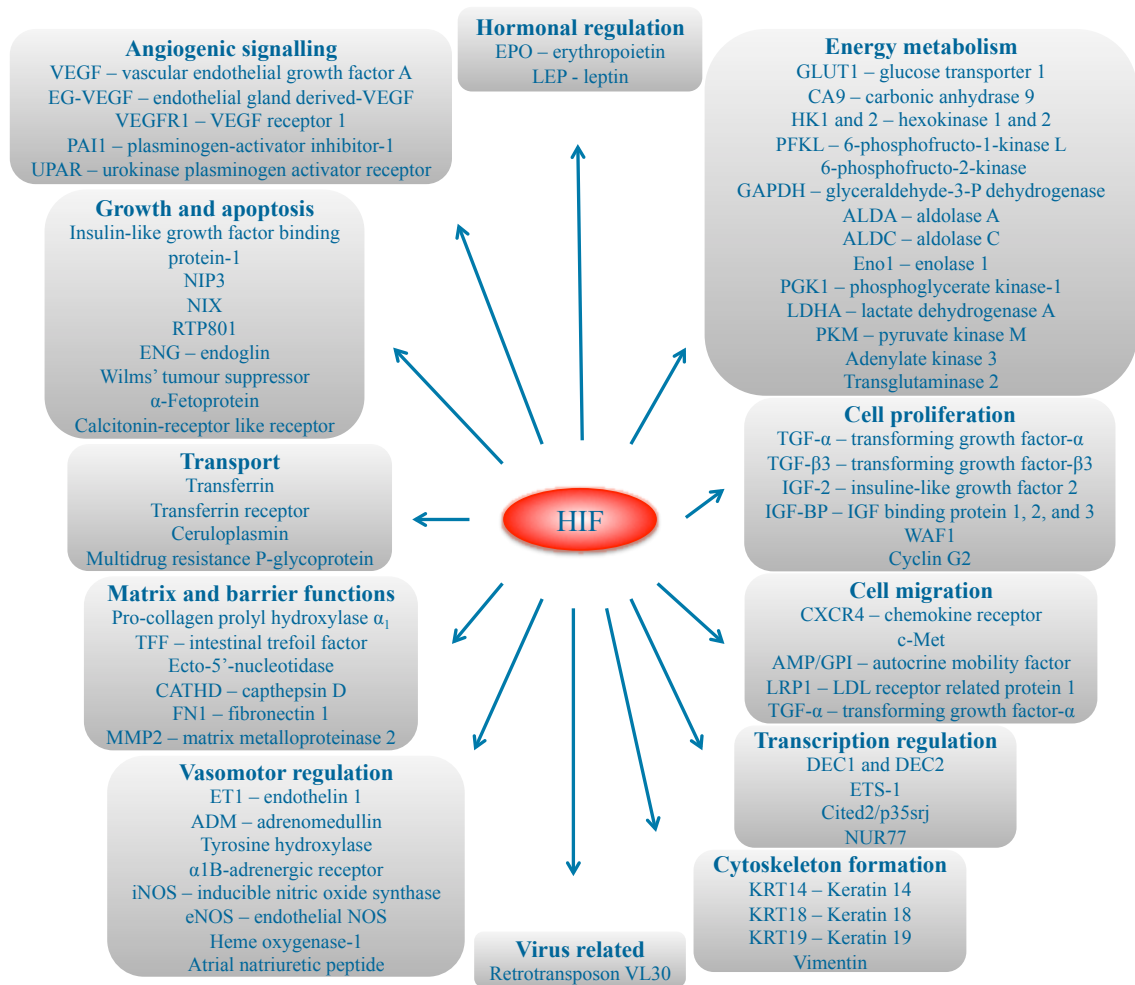 Hormonal regulation
EPO – erythropoietin
LEP - leptin
Angiogenic signalling
VEGF – vascular endothelial growth factor A
EG-VEGF – endothelial gland derived-VEGF
VEGFR1 – VEGF receptor 1
PAI1 – plasminogen-activator inhibitor-1
UPAR – urokinase plasminogen activator receptor
Energy metabolism
GLUT1 – glucose transporter 1
CA9 – carbonic anhydrase 9
HK1 and 2 – hexokinase 1 and 2
PFKL – 6-phosphofructo-1-kinase L
6-phosphofructo-2-kinase
GAPDH – glyceraldehyde-3-P dehydrogenase
ALDA – aldolase A
ALDC – aldolase C
Eno1 – enolase 1
PGK1 – phosphoglycerate kinase-1
LDHA – lactate dehydrogenase A
PKM – pyruvate kinase M
Adenylate kinase 3
Transglutaminase 2
Growth and apoptosis
Insulin-like growth factor binding
protein-1
NIP3
NIX
RTP801
ENG – endoglin
Wilms’ tumour suppressor
α-Fetoprotein
Calcitonin-receptor like receptor
Cell proliferation
TGF-α – transforming growth factor-α
TGF-β3 – transforming growth factor-β3
IGF-2 – insuline-like growth factor 2
IGF-BP – IGF binding protein 1, 2, and 3
WAF1
Cyclin G2
Transport
Transferrin
Transferrin receptor
Ceruloplasmin
Multidrug resistance P-glycoprotein
HIF
Matrix and barrier functions
Pro-collagen prolyl hydroxylase α₁
TFF – intestinal trefoil factor
Ecto-5’-nucleotidase
CATHD – capthepsin D
FN1 – fibronectin 1
MMP2 – matrix metalloproteinase 2
Cell migration
CXCR4 – chemokine receptor
c-Met
AMP/GPI – autocrine mobility factor
LRP1 – LDL receptor related protein 1
TGF-α – transforming growth factor-α
Transcription regulation
DEC1 and DEC2
ETS-1
Cited2/p35srj
NUR77
Vasomotor regulation
ET1 – endothelin 1
ADM – adrenomedullin
Tyrosine hydroxylase
α1B-adrenergic receptor
iNOS – inducible nitric oxide synthase
eNOS – endothelial NOS
Heme oxygenase-1
Atrial natriuretic peptide
Cytoskeleton formation
KRT14 – Keratin 14
KRT18 – Keratin 18
KRT19 – Keratin 19
Vimentin
Virus related
Retrotransposon VL30